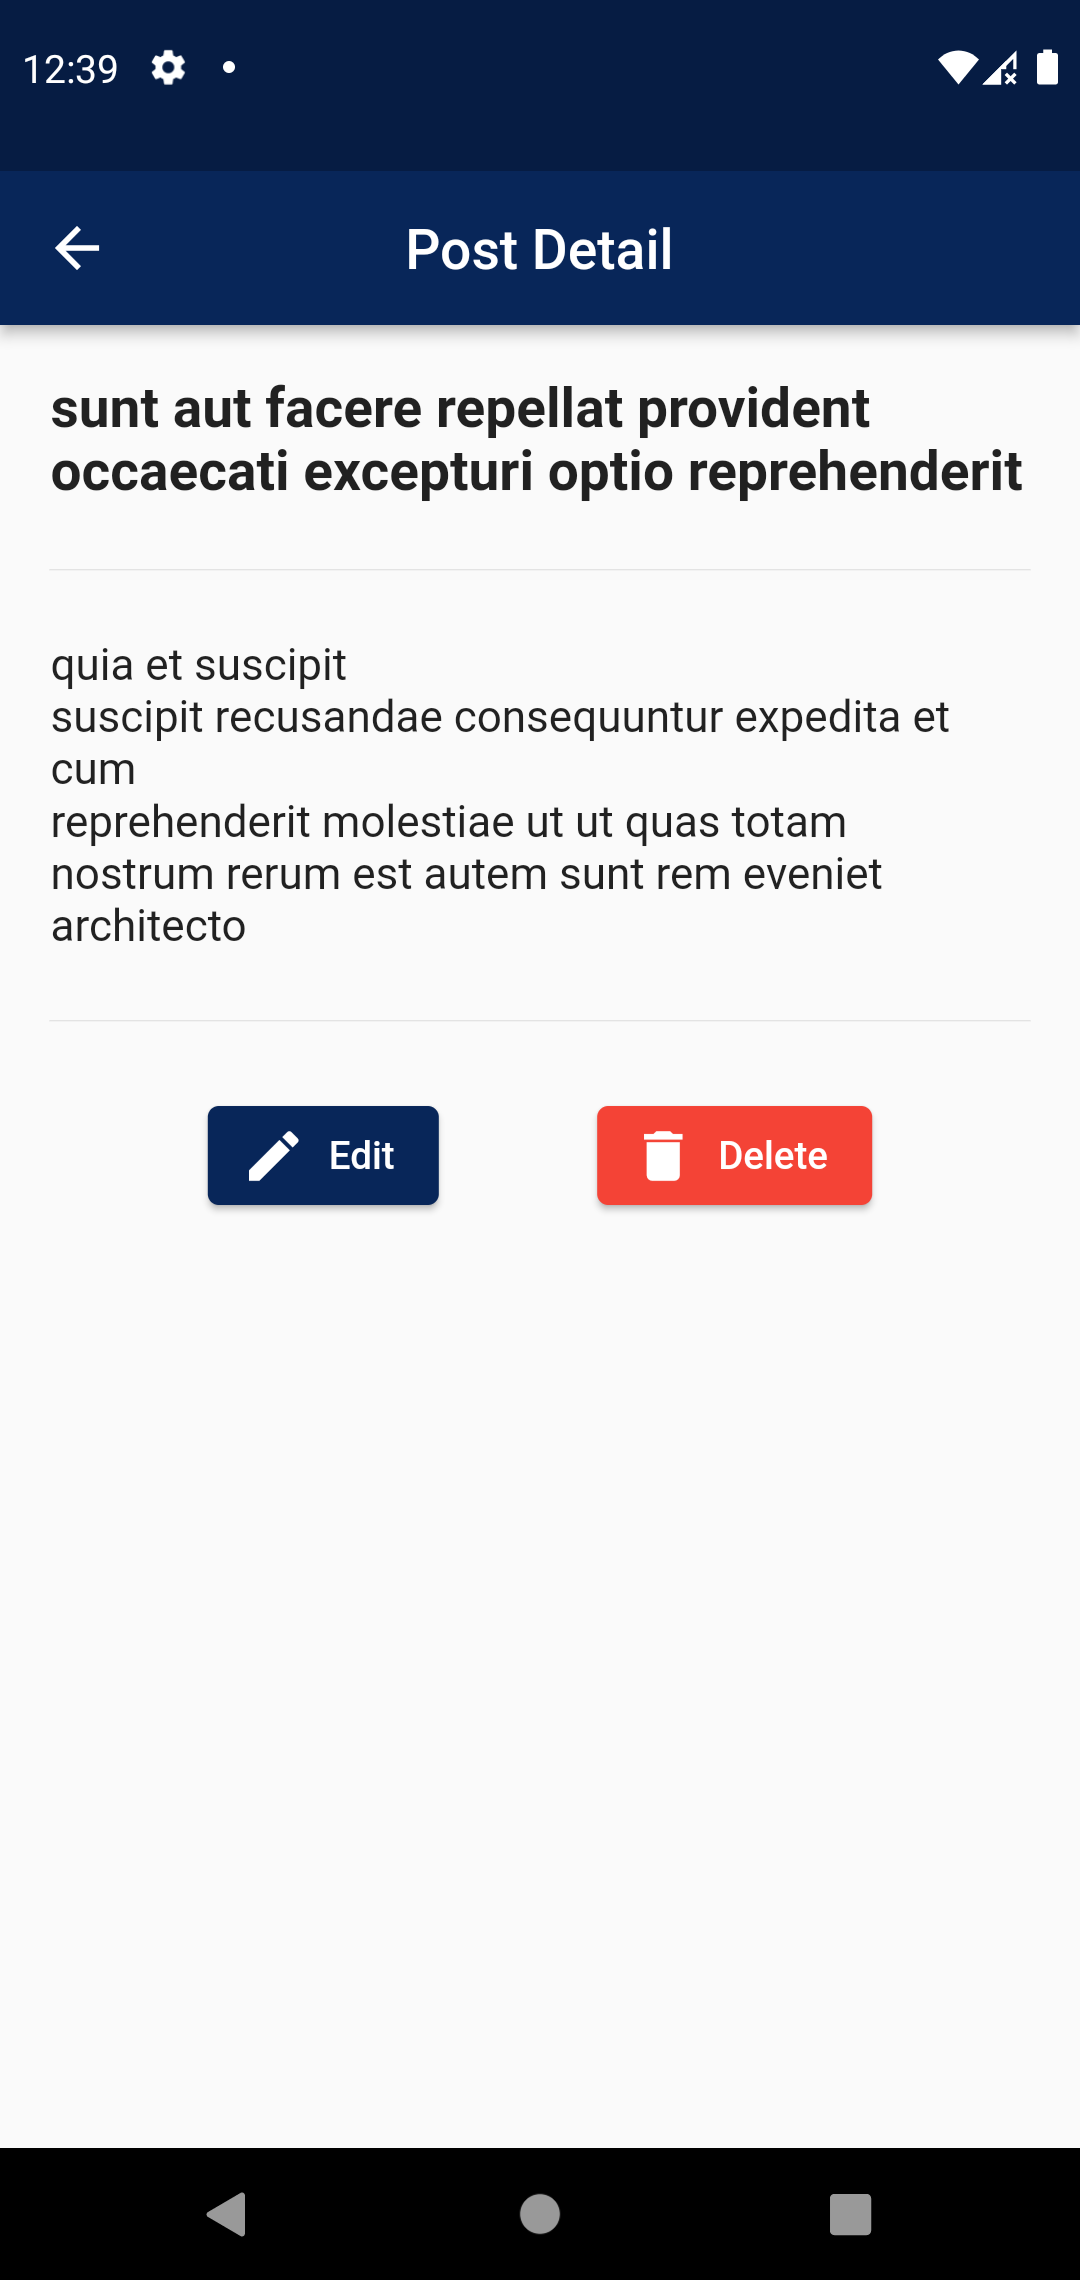 12:39
Post Detail
sunt aut facere repellat provident
occaecati excepturi optio reprehenderit
quia et suscipit
suscipit recusandae consequuntur expedita et
cum
reprehenderit molestiae ut ut quas totam
nostrum rerum est autem sunt rem eveniet
architecto
Edit
Delete